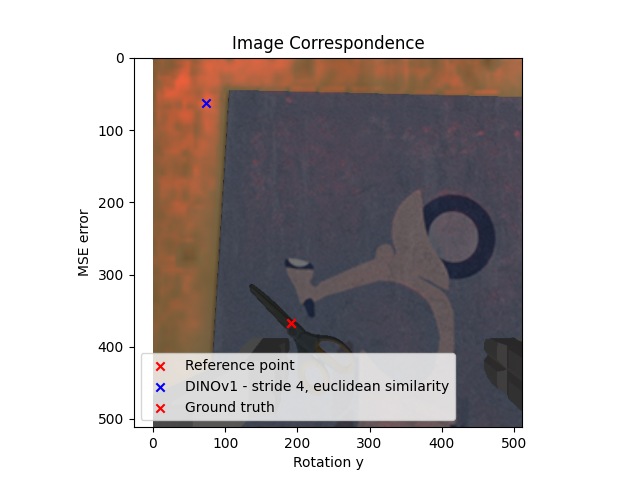 Image Correspondence
MSE error
0
100
200
300
400
500
0 100 200 300 400 500
Rotation y
Reference point
DINOv1 - stride 4, euclidean similarity
Ground truth